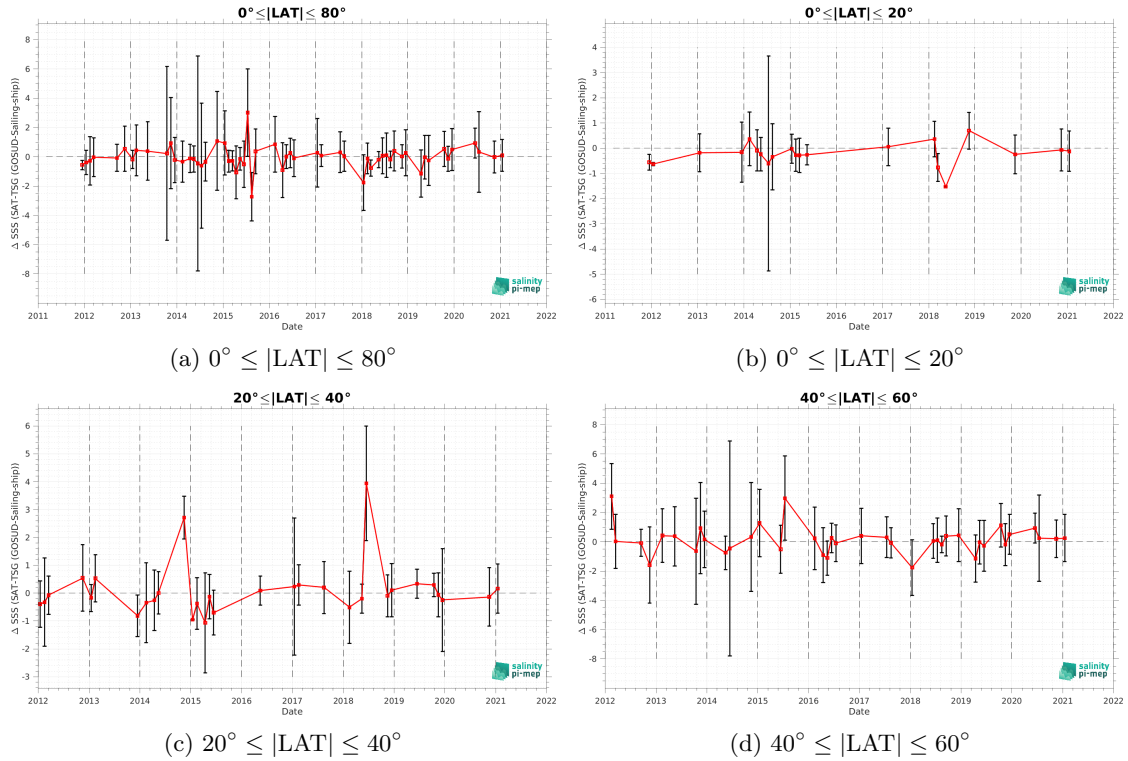 0°≤|LAT|≤ 80°
Δ SSS (SAT-TSG (GOSUD-Sailing-ship))
8
6
4
2
0
-2
-4
-6
-8
2011 2012 2013 2014 2015 2016 2017 2018 2019 2020 2021 2022
Date
salinity
pi-mep
(a) 0° ≤ |LAT| ≤ 80°
0°≤|LAT|≤ 20°
Δ SSS (SAT-TSG (GOSUD-Sailing-ship))
4
3
2
1
0
-1
-2
-3
-4
-5
-6
2011 2012 2013 2014 2015 2016 2017 2018 2019 2020 2021 2022
Date
salinity
pi-mep
(b) 0° ≤ |LAT| ≤ 20°
20°≤|LAT|≤ 40°
Δ SSS (SAT-TSG (GOSUD-Sailing-ship))
6
5
4
3
2
1
0
-1
-2
-3
2012 2013 2014 2015 2016 2017 2018 2019 2020 2021 2022
Date
salinity
pi-mep
(c) 20° ≤ |LAT| ≤ 40°
40°≤|LAT|≤ 60°
Δ SSS (SAT-TSG (GOSUD-Sailing-ship))
8
6
4
2
0
-2
-4
-6
-8
2012 2013 2014 2015 2016 2017 2018 2019 2020 2021 2022
Date
salinity
pi-mep
(d) 40° ≤ |LAT| ≤ 60°